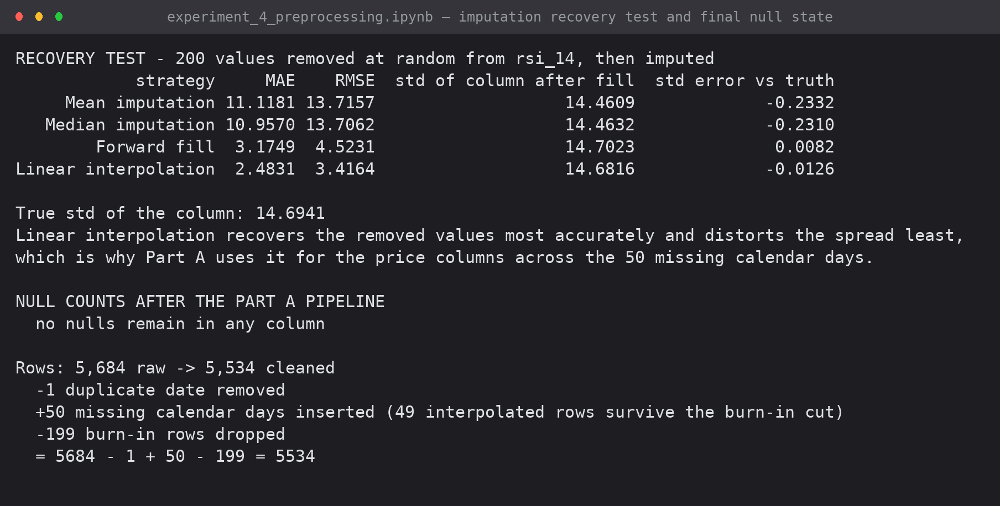 experiment_4_preprocessing.ipynb — imputation recovery test and final null state
RECOVERY TEST - 200 values removed at random from rsi_14, then imputed
strategy MAE RMSE std of column after fill std error vs truth
Mean imputation 11.1181 13.7157 14.4609 -0.2332
Median imputation 10.9570 13.7062 14.4632 -0.2310
Forward fill 3.1749 4.5231 14.7023 0.0082
Linear interpolation 2.4831 3.4164 14.6816 -0.0126
True std of the column: 14.6941
Linear interpolation recovers the removed values most accurately and distorts the spread least,
which is why Part A uses it for the price columns across the 50 missing calendar days.
NULL COUNTS AFTER THE PART A PIPELINE
no nulls remain in any column
Rows: 5,684 raw -> 5,534 cleaned
-1 duplicate date removed
+50 missing calendar days inserted (49 interpolated rows survive the burn-in cut)
-199 burn-in rows dropped
= 5684 - 1 + 50 - 199 = 5534